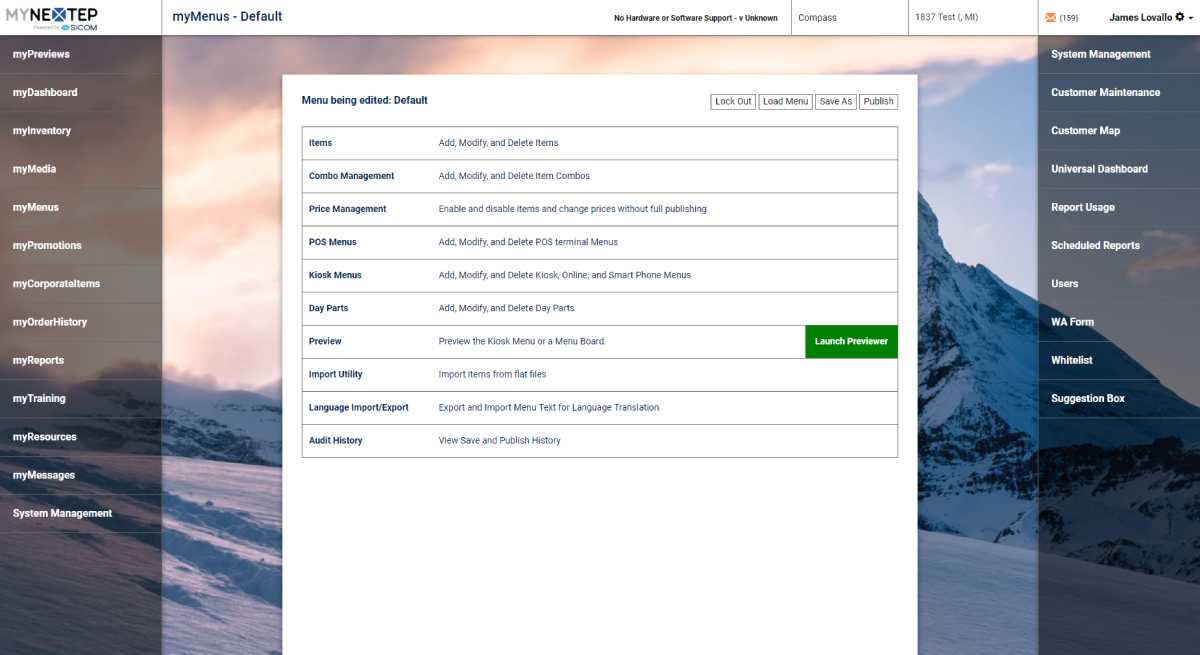 MYNEXTEP
Powered by SICOM
myMenus - Default
No Hardware or Software Support - v Unknown
Compass
1837 Test (, MI)
(159)
James Lovallo
myPreviews
myDashboard
myInventory
myMedia
myMenus
myPromotions
myCorporateItems
myOrderHistory
myReports
myTraining
myResources
myMessages
System Management
Menu being edited: Default
Lock Out Load Menu Save As Publish
Items Add, Modify, and Delete Items
Combo Management Add, Modify, and Delete Item Combos
Price Management Enable and disable items and change prices without full publishing
POS Menus Add, Modify, and Delete POS terminal Menus
Kiosk Menus Add, Modify, and Delete Kiosk, Online, and Smart Phone Menus
Day Parts Add, Modify, and Delete Day Parts
Preview Preview the Kiosk Menu or a Menu Board. Launch Previewer
Import Utility Import items from flat files
Language Import/Export Export and Import Menu Text for Language Translation
Audit History View Save and Publish History
System Management
Customer Maintenance
Customer Map
Universal Dashboard
Report Usage
Scheduled Reports
Users
WA Form
Whitelist
Suggestion Box